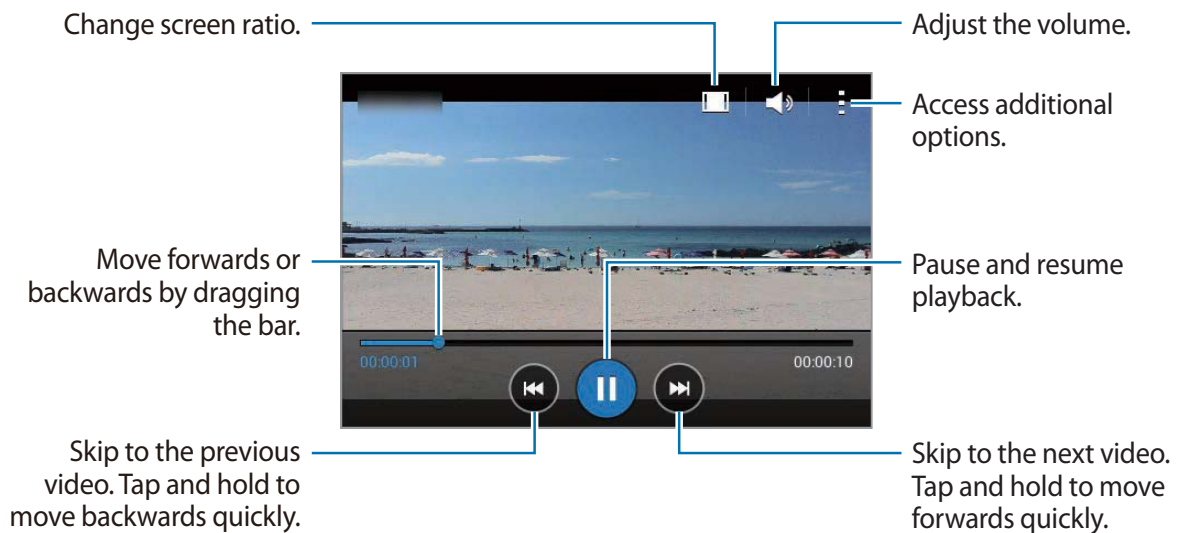 Change screen ratio.
Adjust the volume.
Access additional
options.
Move forwards or
backwards by dragging
the bar.
Pause and resume
playback.
00:00:01
00:00:10
Skip to the previous
video. Tap and hold to
move backwards quickly.
Skip to the next video.
Tap and hold to move
forwards quickly.